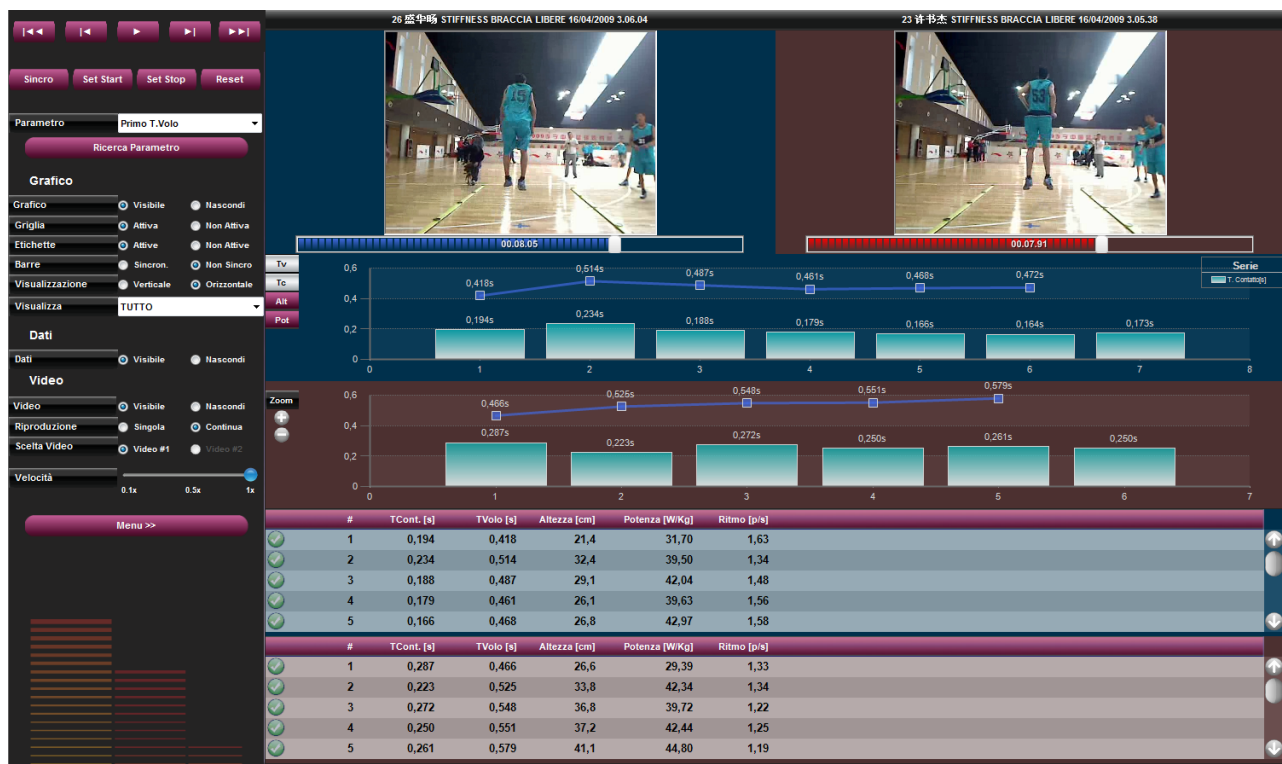 26 盛华旸 STIFFNESS BRACCIA LIBERE 16/04/2009 3.06.04
23 许书杰 STIFFNESS BRACCIA LIBERE 16/04/2009 3.05.38
Sincro Set Start Set Stop Reset
Parametro Primo T.Volo
Ricerca Parametro
Grafico
Grafico Visibile Nascondi
Griglia Attiva Non Attiva
Etichette Attive Non Attive
Barre Sincron. Non Sincro
Visualizzazione Verticale Orizzontale
Visualizza TUTTO
Dati
Dati Visibile Nascondi
Video
Video Visibile Nascondi
Riproduzione Singola Continua
Scelta Video Video #1 Video #2
Velocità
0.1x 0.5x 1x
Menu >>
15
53
00.08.05
00.07.91
Tv
Tc
Alt
Pot
Serie
T. Contatto[s]
0,6
0,4
0,2
0
0,418s 0,514s 0,487s 0,461s 0,468s 0,472s
0,194s 0,234s 0,188s 0,179s 0,166s 0,164s 0,173s
0 1 2 3 4 5 6 7 8
Zoom
0,6
0,4
0,2
0
0,466s 0,525s 0,548s 0,551s 0,579s
0,287s 0,223s 0,272s 0,250s 0,261s 0,250s
0 1 2 3 4 5 6 7
# TCont. [s] TVolo [s] Altezza [cm] Potenza [W/Kg] Ritmo [p/s]
1 0,194 0,418 21,4 31,70 1,63
2 0,234 0,514 32,4 39,50 1,34
3 0,188 0,487 29,1 42,04 1,48
4 0,179 0,461 26,1 39,63 1,56
5 0,166 0,468 26,8 42,97 1,58
# TCont. [s] TVolo [s] Altezza [cm] Potenza [W/Kg] Ritmo [p/s]
1 0,287 0,466 26,6 29,39 1,33
2 0,223 0,525 33,8 42,34 1,34
3 0,272 0,548 36,8 39,72 1,22
4 0,250 0,551 37,2 42,44 1,25
5 0,261 0,579 41,1 44,80 1,19